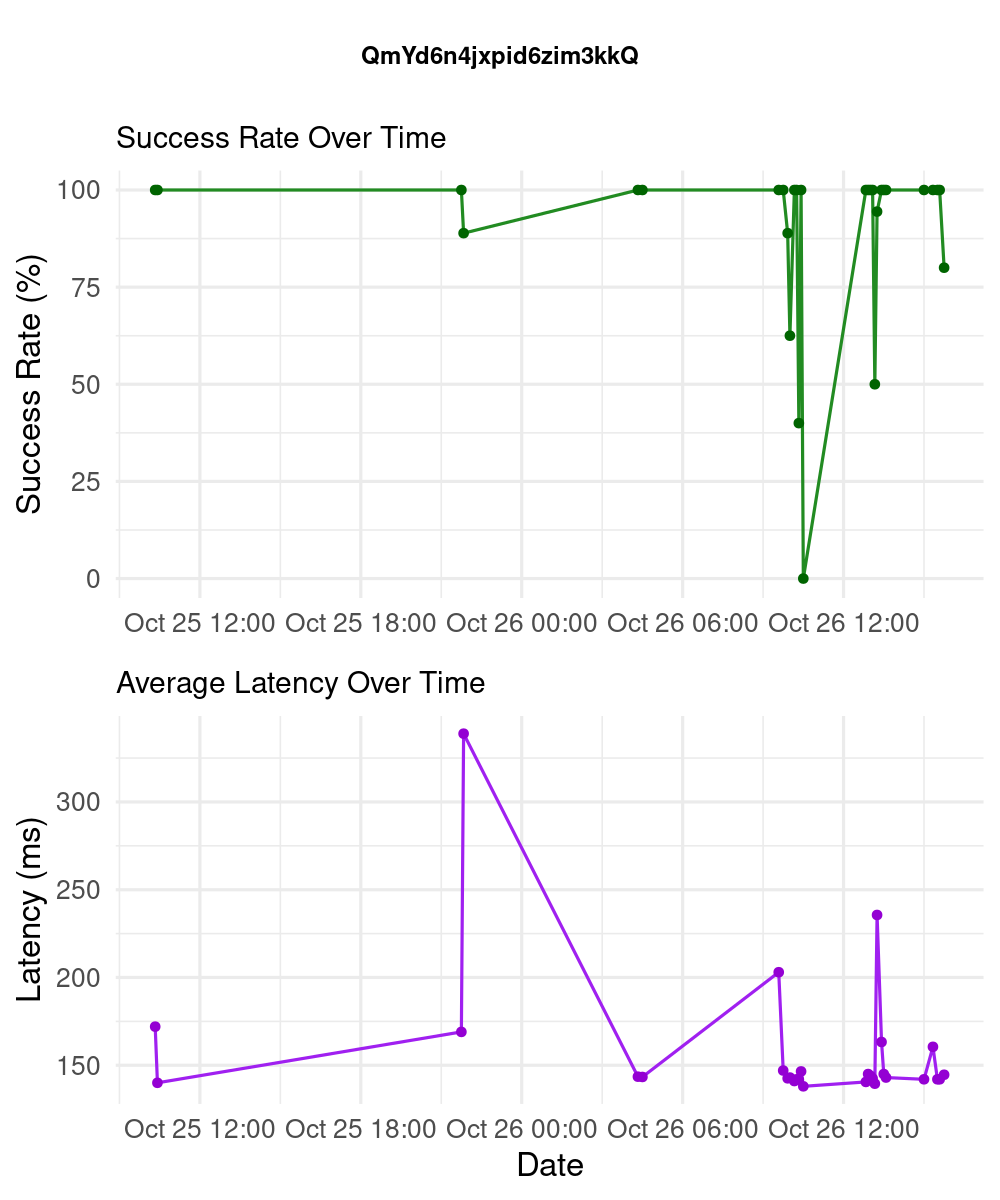 QmYd6n4jxpid6zim3kkQ
Success Rate Over Time
Success Rate (%)
100
75
50
25
0
Oct 25 12:00 Oct 25 18:00 Oct 26 00:00 Oct 26 06:00 Oct 26 12:00
Average Latency Over Time
Latency (ms)
300
250
200
150
Oct 25 12:00 Oct 25 18:00 Oct 26 00:00 Oct 26 06:00 Oct 26 12:00
Date